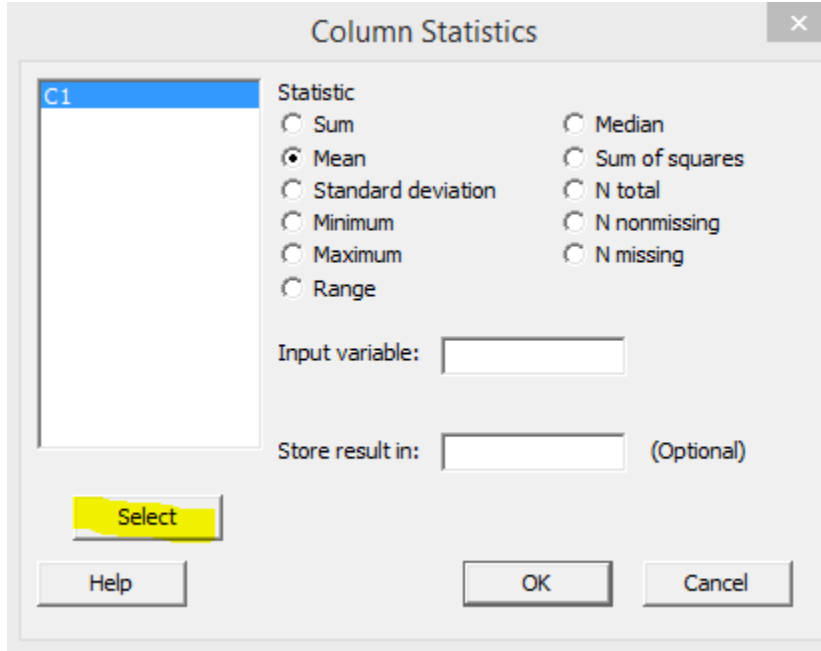 Column Statistics
C1
Statistic
Sum
Median
Mean
Sum of squares
Standard deviation
N total
Minimum
N nonmissing
Maximum
N missing
Range
Input variable:
Store result in:
(Optional)
Select
Help
OK
Cancel